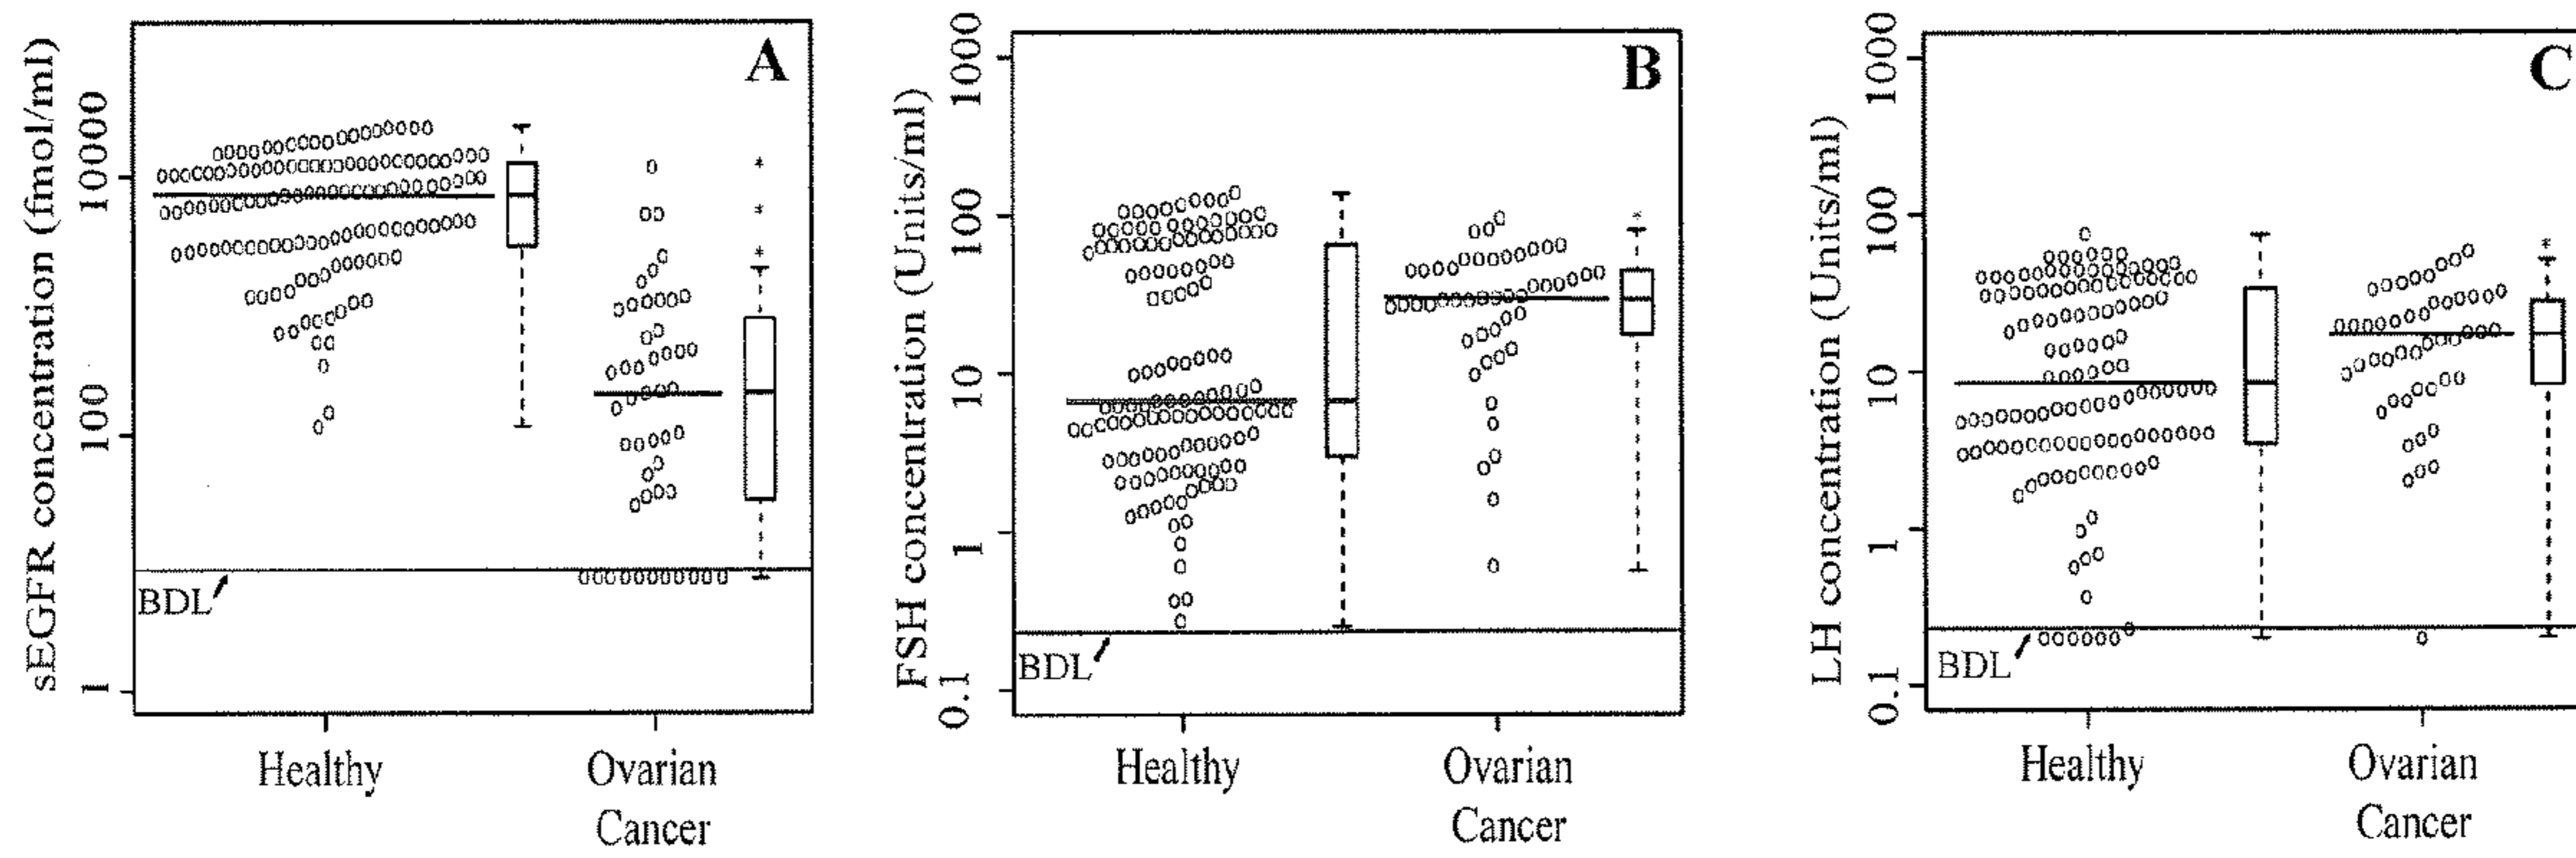 A
sEGFR concentration (fmol/ml)
10000
100
1
BDL
Healthy
Ovarian
Cancer
B
FSH concentration (Units/ml)
1000
100
10
1
0.1
BDL
Healthy
Ovarian
Cancer
C
LH concentration (Units/ml)
1000
100
10
1
0.1
BDL
Healthy
Ovarian
Cancer